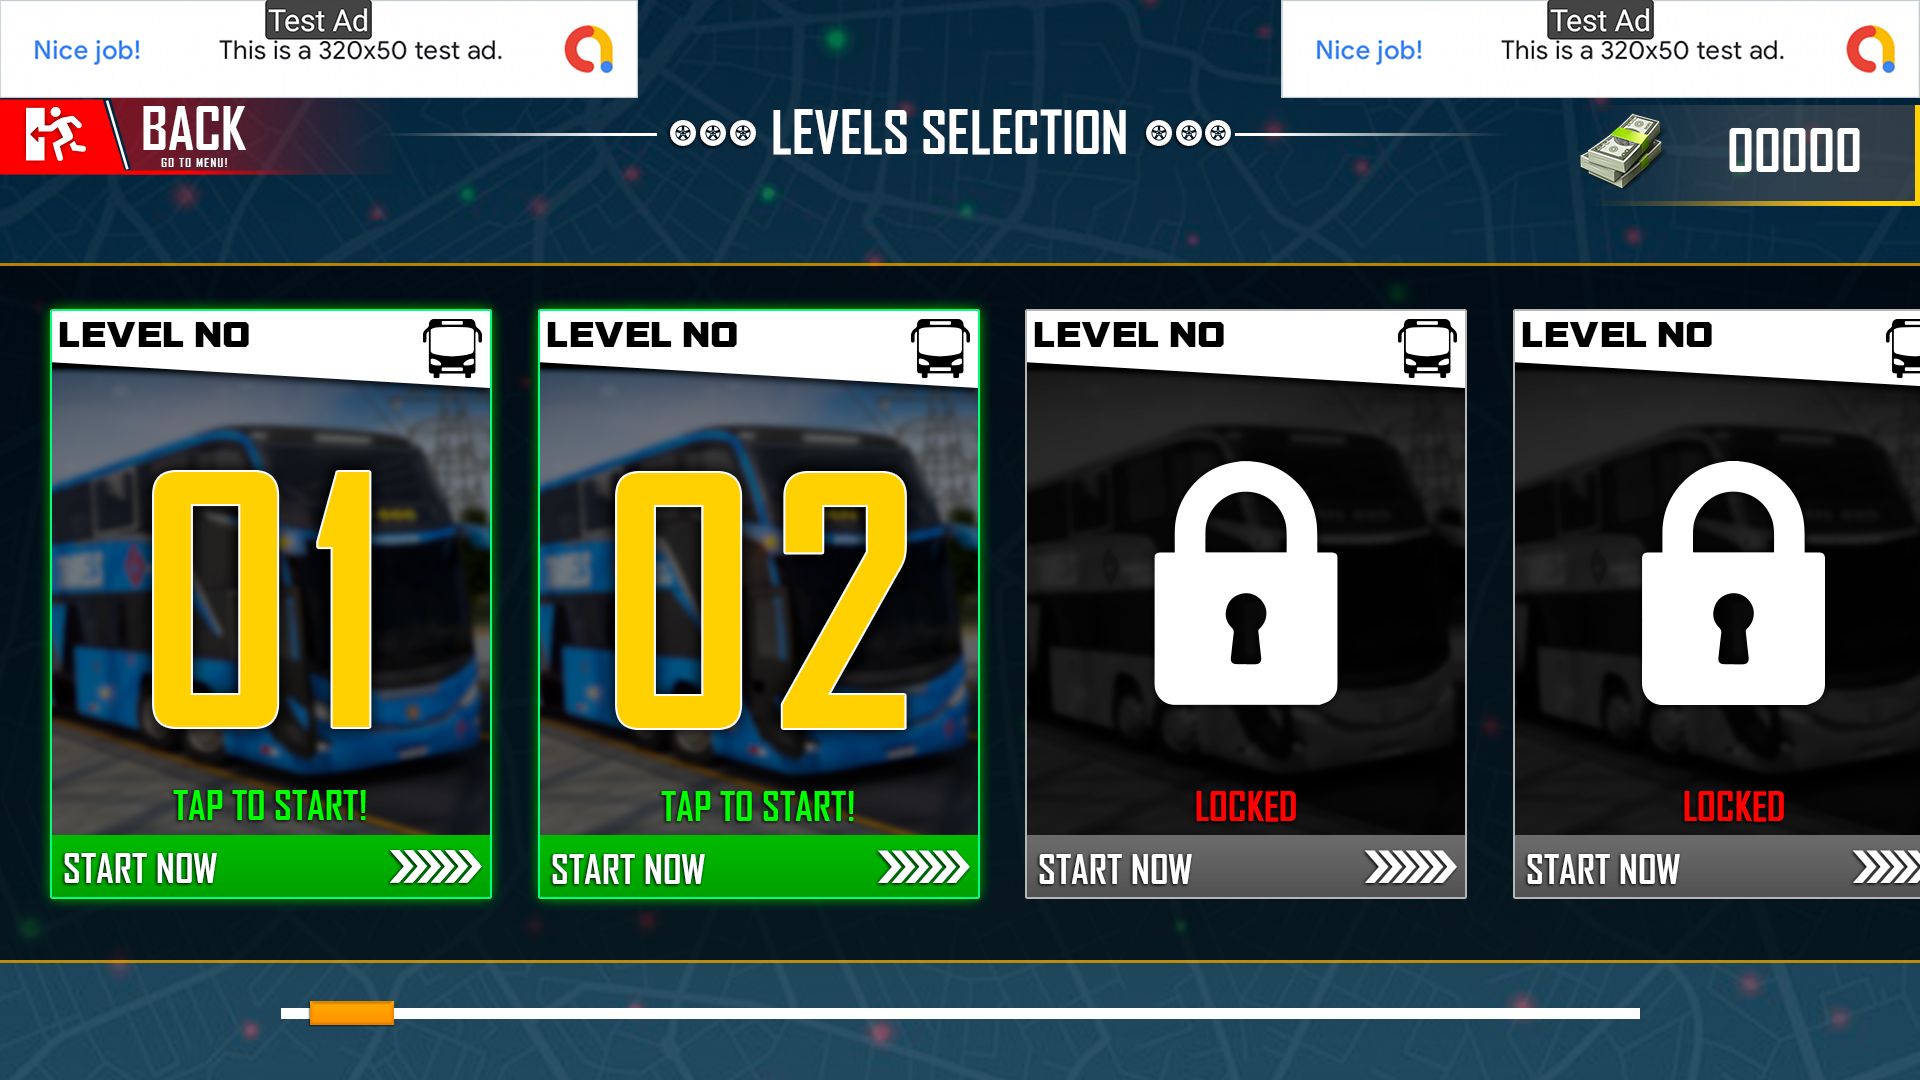 Test Ad
Nice job!
This is a 320x50 test ad.
Test Ad
Nice job!
This is a 320x50 test ad.
BACK
GO TO MENU!
LEVELS SELECTION
00000
LEVEL NO
01
TAP TO START!
START NOW
LEVEL NO
02
TAP TO START!
START NOW
LEVEL NO
LOCKED
START NOW
LEVEL NO
LOCKED
START NOW